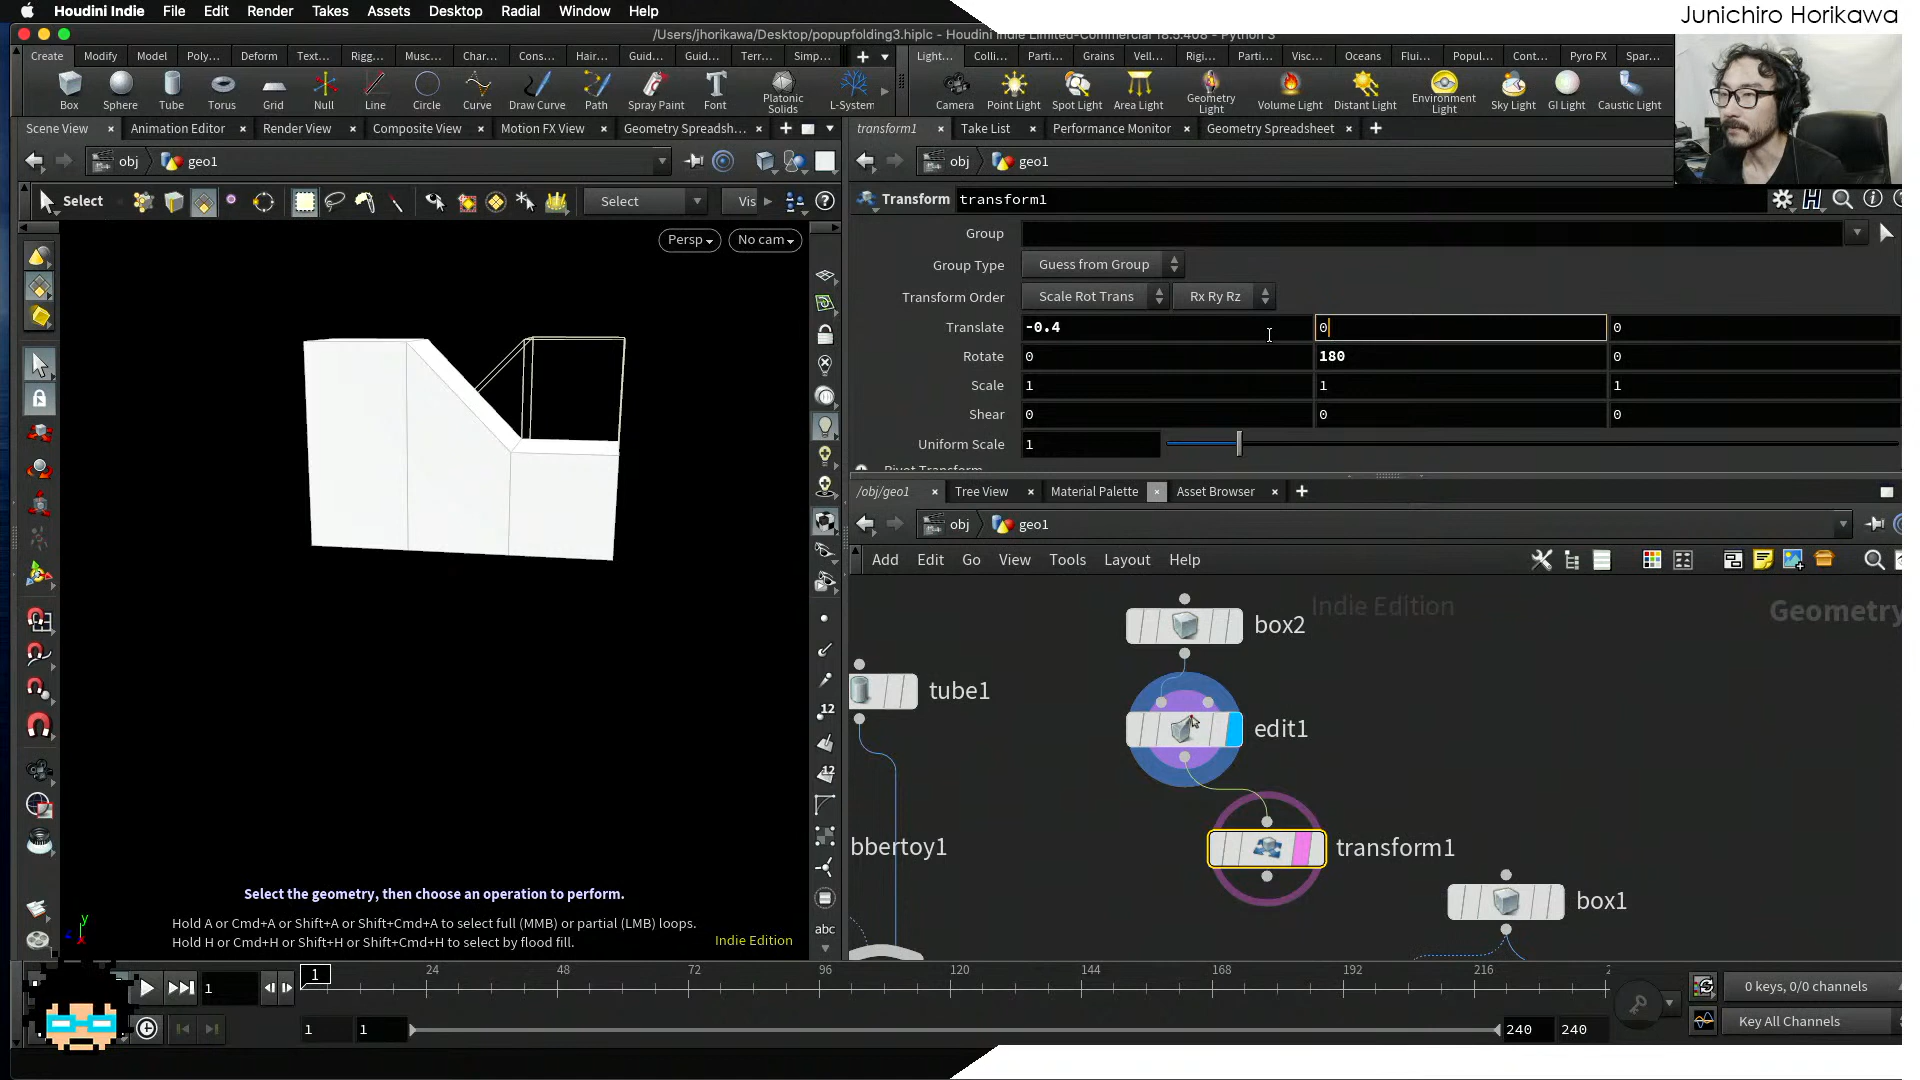 Junichiro Horikawa
Houdini Indie File Edit Render Takes Assets Desktop Radial Window Help
/Users/jhorikawa/Desktop/popupfolding3.hiplc - Houdini Indie Limited-Commercial 18.5.408 - Python 3
Create Modify Model Poly... Deform Text... Rigg... Musc... Char... Cons... Hair... Guid... Guid... Terr... Simp...
Light... Colli... Parti... Grains Vell... Rigi... Parti... Visc... Oceans Flui... Popul... Cont... Pyro FX Spar...
Box Sphere Tube Torus Grid Null Line Circle Curve Draw Curve Path Spray Paint Font Platonic Solids L-System
Camera Point Light Spot Light Area Light Geometry Light Volume Light Distant Light Environment Light Sky Light GI Light Caustic Light
Scene View Animation Editor Render View Composite View Motion FX View Geometry Spreadsh...
transform1 Take List Performance Monitor Geometry Spreadsheet
obj geo1
obj geo1
Select Select Vis
Transform transform1
Persp No cam
Group
Group Type Guess from Group
Transform Order Scale Rot Trans Rx Ry Rz
Translate -0.4 0 0
Rotate 0 180 0
Scale 1 1 1
Shear 0 0 0
Uniform Scale 1
Pivot Transform
/obj/geo1 Tree View Material Palette Asset Browser
obj geo1
Add Edit Go View Tools Layout Help
Indie Edition
Geometry
box2
tube1
edit1
bbertoy1
transform1
box1
12
12
abc
Select the geometry, then choose an operation to perform.
Hold A or Cmd+A or Shift+A or Shift+Cmd+A to select full (MMB) or partial (LMB) loops.
Hold H or Cmd+H or Shift+H or Shift+Cmd+H to select by flood fill.
Indie Edition
y
1 1 24 48 72 96 120 144 168 192 216 2
0 keys, 0/0 channels
1 1 240 240
Key All Channels